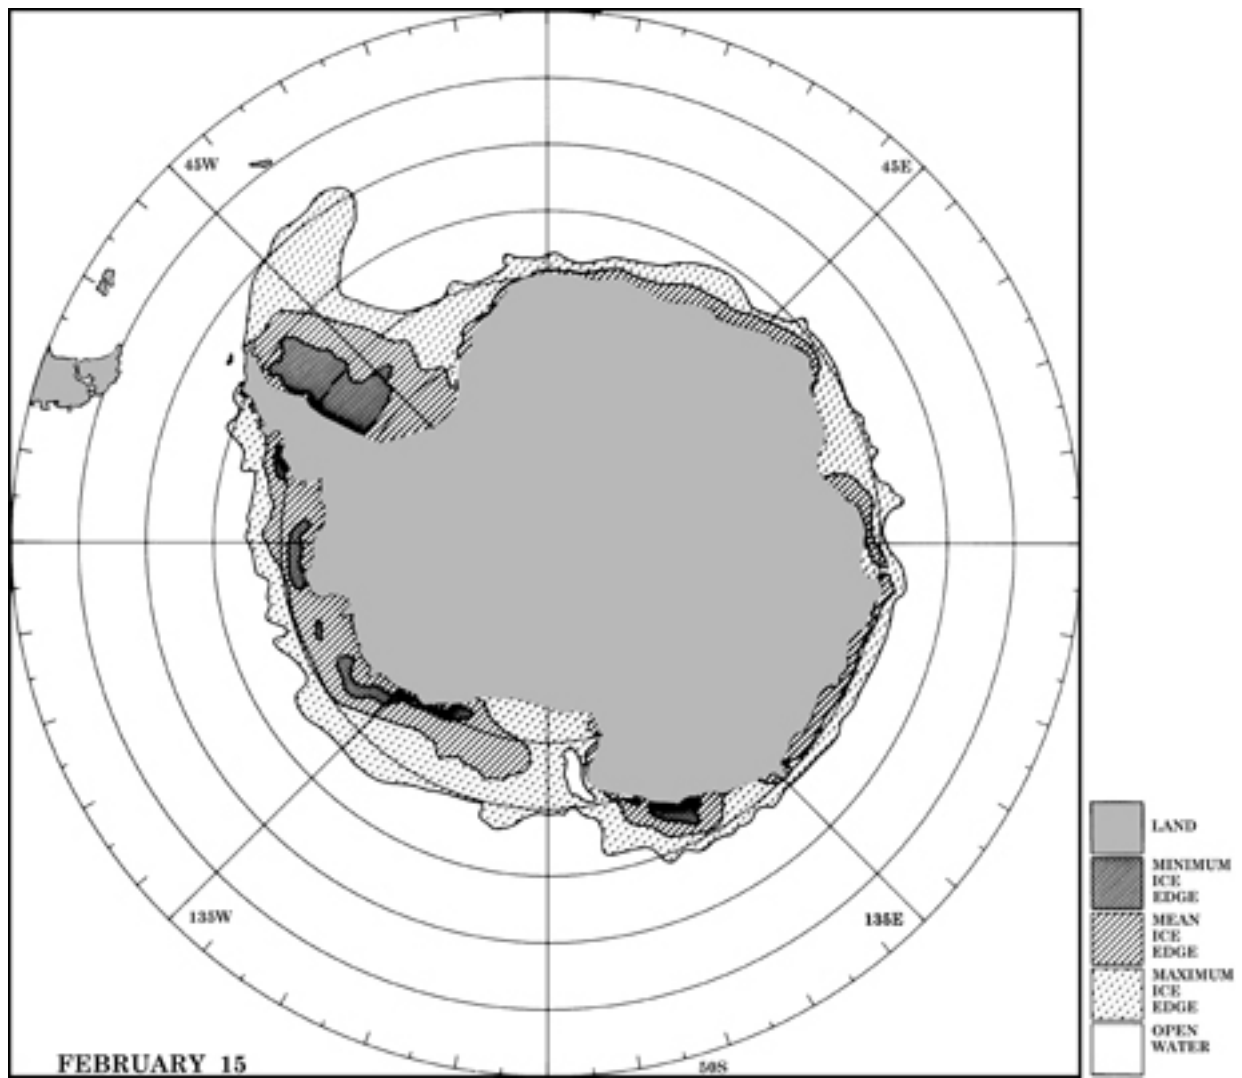 45W
45E
135W
135E
50S
FEBRUARY 15
LAND
MINIMUM
ICE
EDGE
MEAN
ICE
EDGE
MAXIMUM
ICE
EDGE
OPEN
WATER